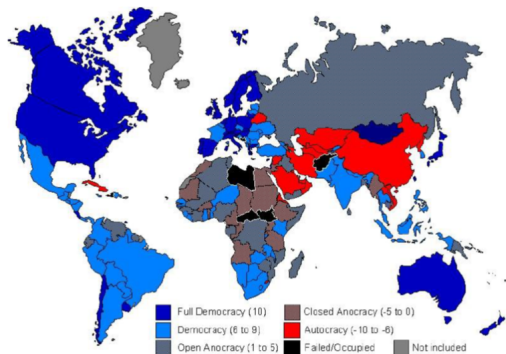 Full Democracy (10)
Closed Anocracy (-5 to 0)
Democracy (6 to 9)
Autocracy (-10 to -6)
Open Anocracy (1 to 5)
Failed/Occupied
Not included